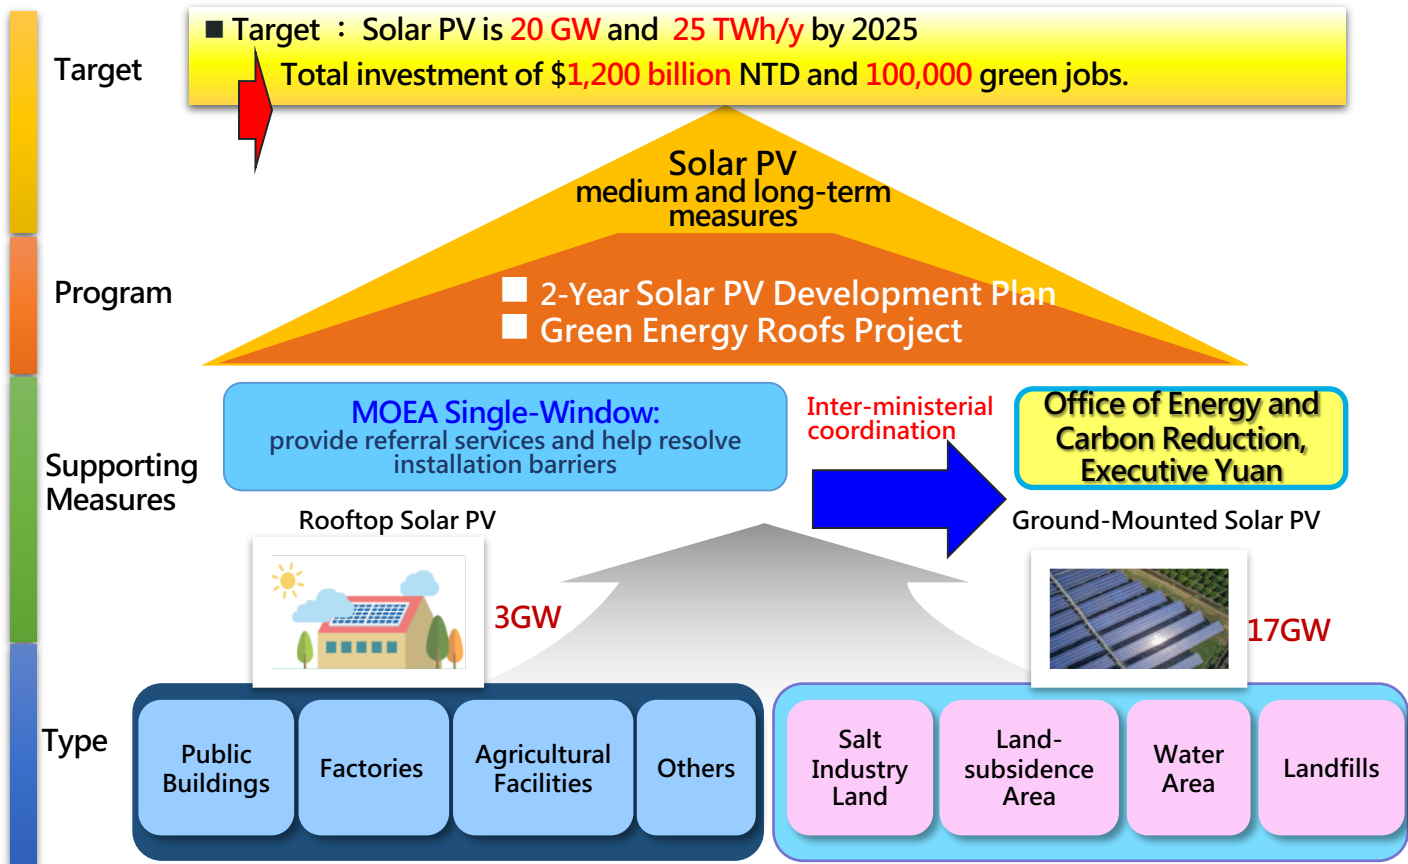 Target
■ Target : Solar PV is 20 GW and 25 TWh/y by 2025
Total investment of $1,200 billion NTD and 100,000 green jobs.
Solar PV
medium and long-term
measures
Program
2-Year Solar PV Development Plan
Green Energy Roofs Project
Supporting
Measures
MOEA Single-Window:
provide referral services and help resolve
installation barriers
Inter-ministerial
coordination
Office of Energy and
Carbon Reduction,
Executive Yuan
Rooftop Solar PV
3GW
Ground-Mounted Solar PV
17GW
Type
Public
Buildings
Factories
Agricultural
Facilities
Others
Salt
Industry
Land
Land-
subsidence
Area
Water
Area
Landfills